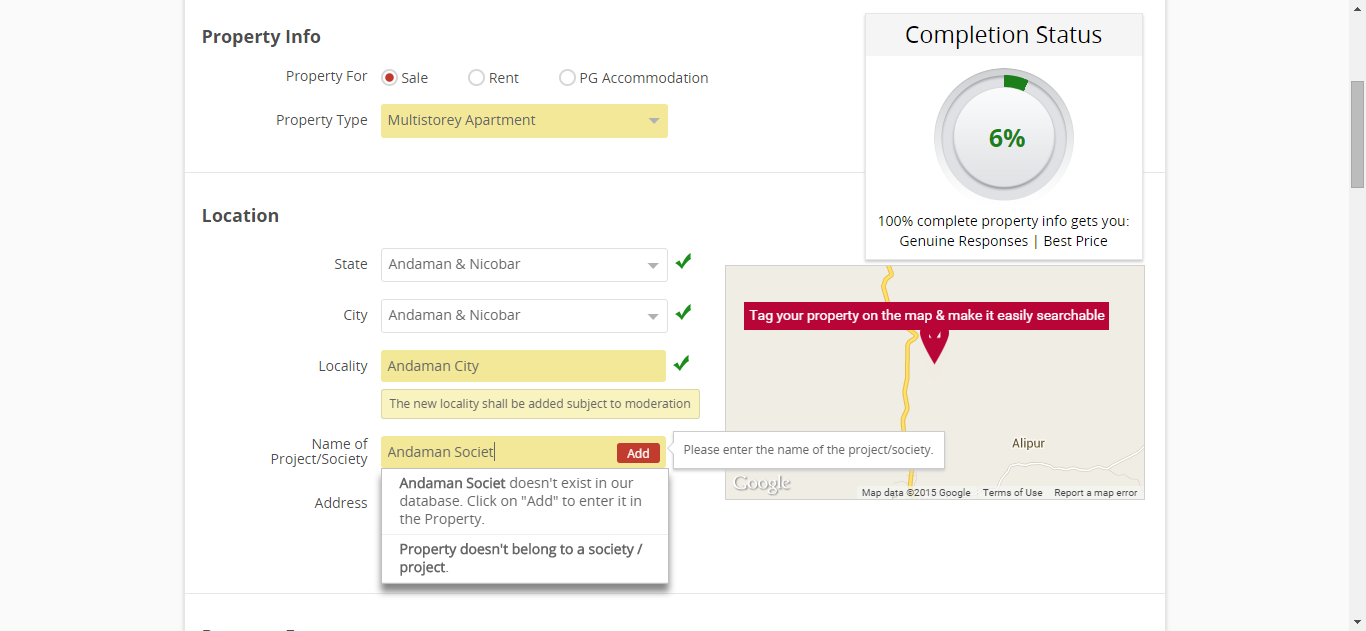 Property Info
Property For
Sale
Rent
PG Accommodation
Property Type
Multistorey Apartment
Completion Status
6%
100% complete property info gets you:
Genuine Responses | Best Price
Location
State
Andaman & Nicobar
City
Andaman & Nicobar
Locality
Andaman City
The new locality shall be added subject to moderation
Name of
Project/Society
Andaman Societ
Add
Please enter the name of the project/society.
Andaman Societ doesn't exist in our
database. Click on "Add" to enter it in
the Property.
Property doesn't belong to a society /
project.
Address
Tag your property on the map & make it easily searchable
Alipur
Google
Map data ©2015 Google
Terms of Use
Report a map error